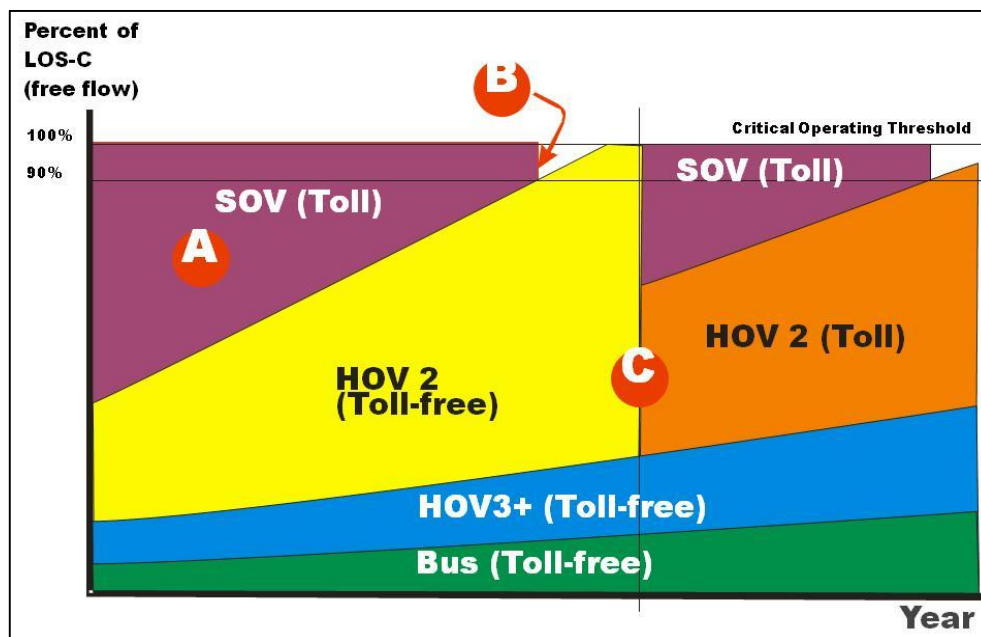 Percent of
LOS-C
(free flow)
B
100%
Critical Operating Threshold
90%
SOV (Toll)
SOV (Toll)
A
HOV 2 (Toll)
C
HOV 2
(Toll-free)
HOV3+ (Toll-free)
Bus (Toll-free)
Year